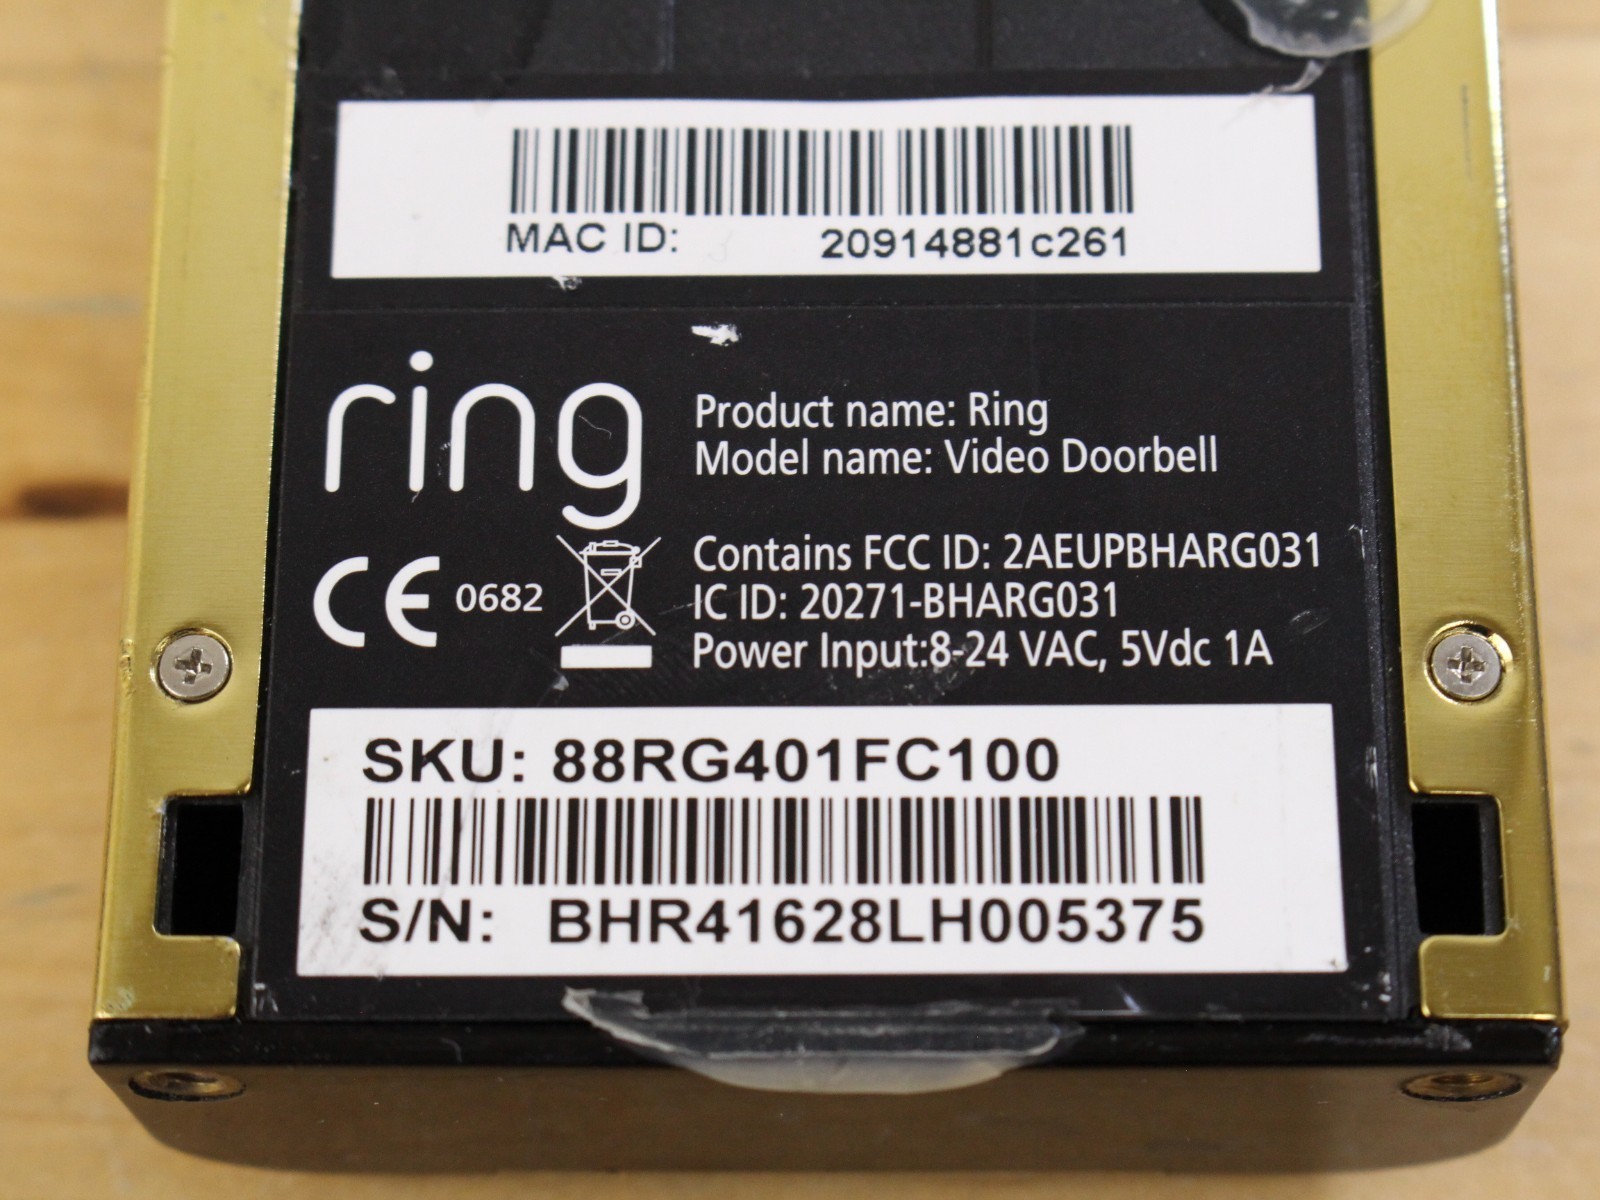 MAC ID: 20914881c261
ring
Product name: Ring
Model name: Video Doorbell
CE 0682
Contains FCC ID: 2AEUPBHARG031
IC ID: 20271-BHARG031
Power Input:8-24 VAC, 5Vdc 1A
SKU: 88RG401FC100
S/N: BHR41628LH005375